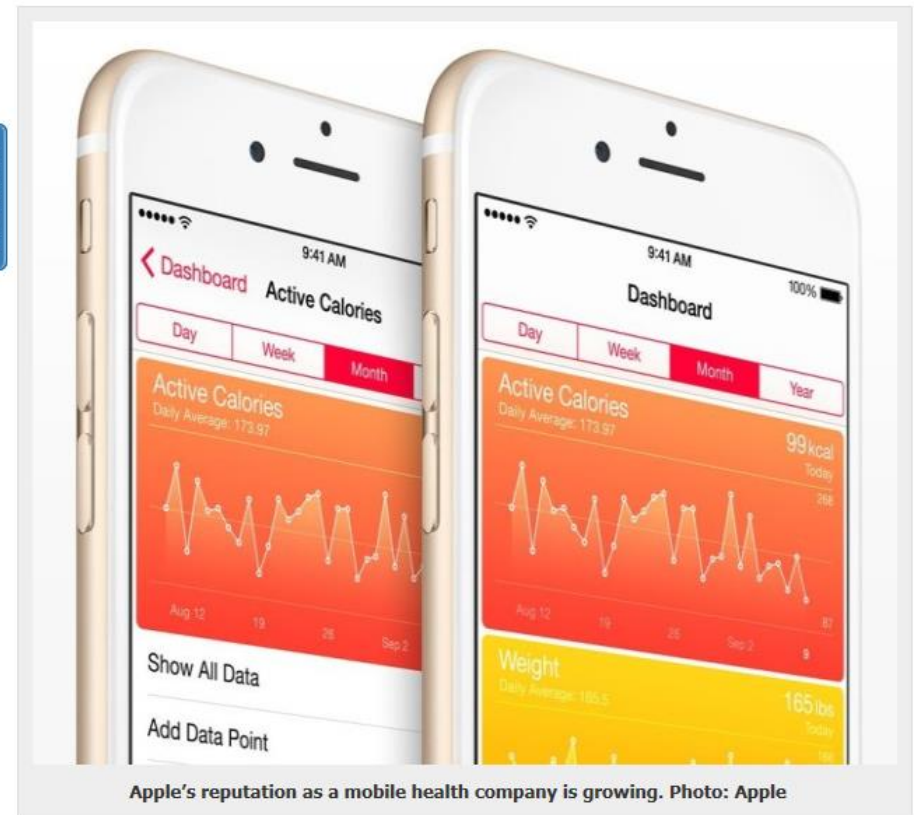 9:41 AM
Dashboard
Active Calories
Day
Week
Month
Active Calories
Daily Average: 173.97
Aug 12
19
26
Sep 2
Show All Data
Add Data Point
9:41 AM
100%
Dashboard
Day
Week
Month
Year
Active Calories
99 kcal
Daily Average: 173.97
Today
266
Aug 12
19
26
Sep 2
9
87
Weight
165 lbs
Daily Average: 165.5
Today
Apple’s reputation as a mobile health company is growing. Photo: Apple